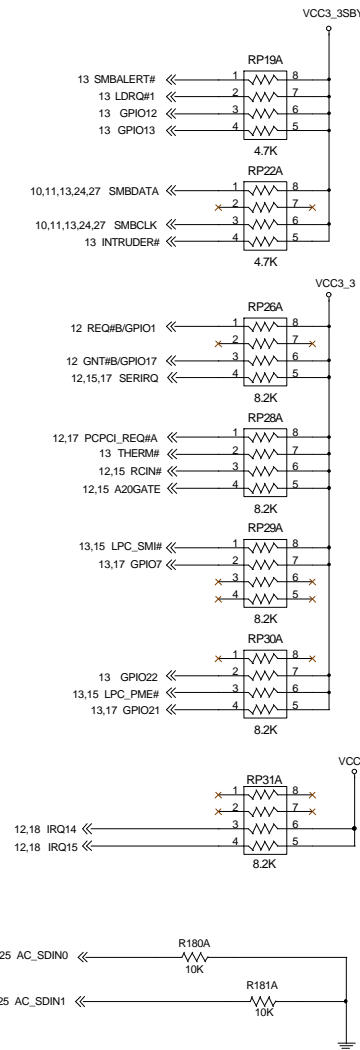 VCC3_3SBY
RP19A
13 SMBALERT# 1 8
13 LDRQ#1 2 7
13 GPIO12 3 6
13 GPIO13 4 5
4.7K
RP22A
10,11,13,24,27 SMBDATA 1 8
2 7
10,11,13,24,27 SMBCLK 3 6
13 INTRUDER# 4 5
4.7K
VCC3_3
RP26A
12 REQ#B/GPIO1 1 8
2 7
12 GNT#B/GPIO17 3 6
12,15,17 SERIRQ 4 5
8.2K
RP28A
12,17 PCPCI_REQ#A 1 8
13 THERM# 2 7
12,15 RCIN# 3 6
12,15 A20GATE 4 5
8.2K
RP29A
13,15 LPC_SMI# 1 8
13,17 GPIO7 2 7
3 6
4 5
8.2K
RP30A
1 8
13 GPIO22 2 7
13,15 LPC_PME# 3 6
13,17 GPIO21 4 5
8.2K
VCC
RP31A
1 8
2 7
12,18 IRQ14 3 6
12,18 IRQ15 4 5
8.2K
R180A
25 AC_SDIN0
10K
R181A
25 AC_SDIN1
10K